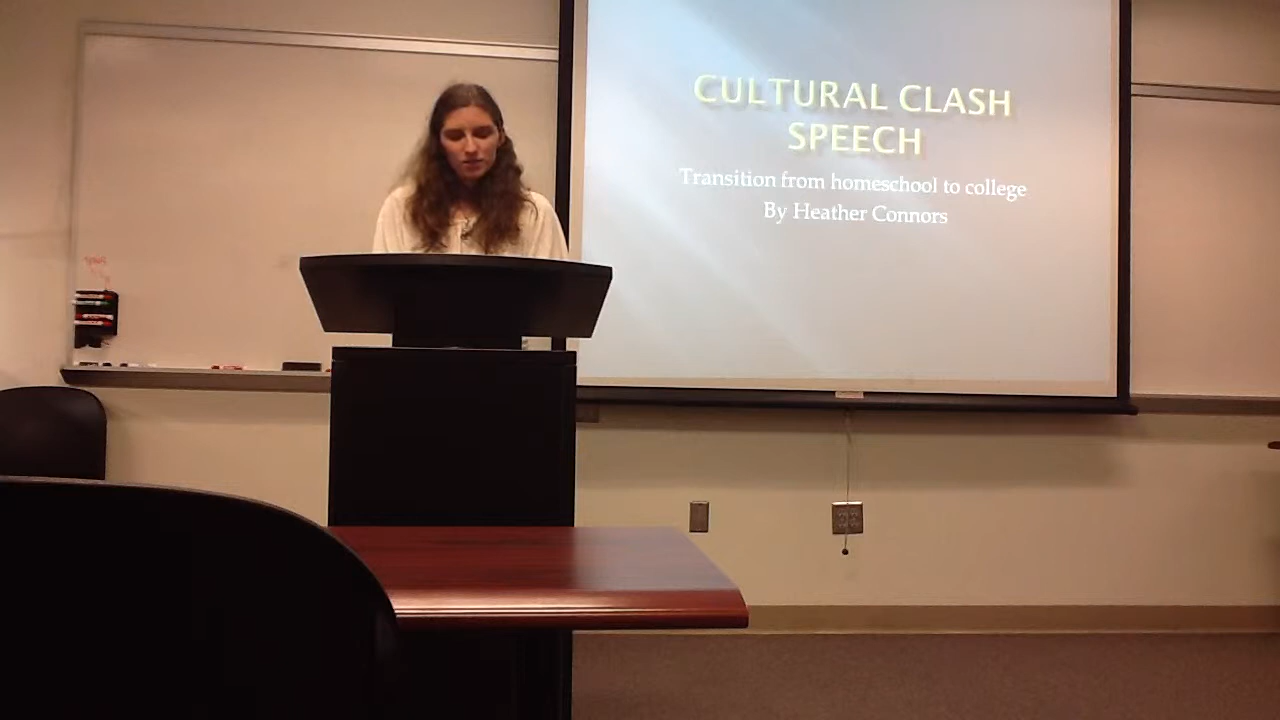 CULTURAL CLASH
SPEECH
Transition from homeschool to college
By Heather Connors